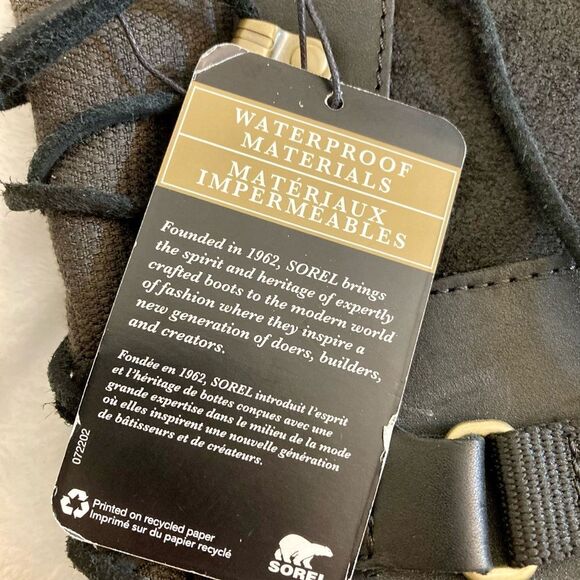 WATERPROOF
MATERIALS
MATÉRIAUX
IMPERMÉABLES
Founded in 1962, SOREL brings
the spirit and heritage of expertly
crafted boots to the modern world
of fashion where they inspire a
new generation of doers, builders,
and creators.
Fondée en 1962, SOREL introduit l'esprit
et l'héritage de bottes conçues avec une
grande expertise dans le milieu de la mode
où elles inspirent une nouvelle génération
de bâtisseurs et de créateurs.
072202
Printed on recycled paper
Imprimé sur du papier recyclé
SOREL